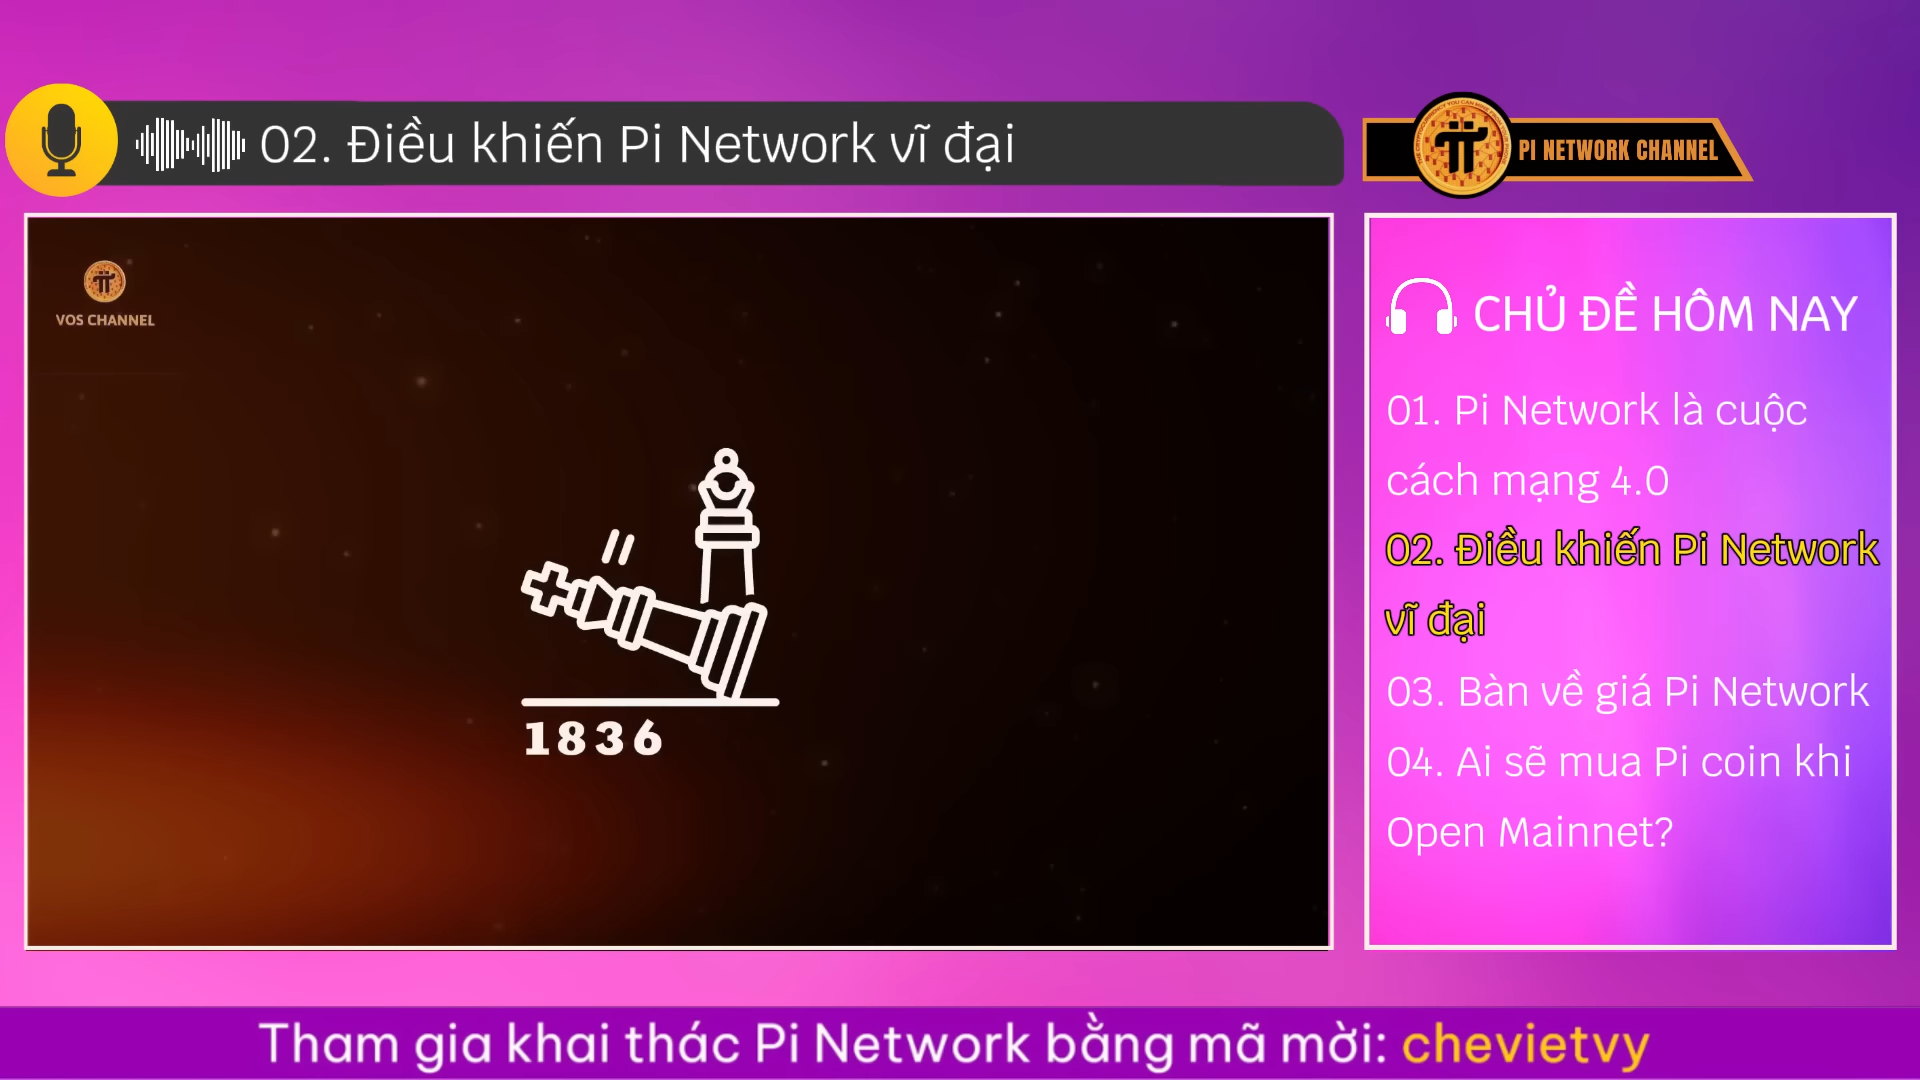 02. Điều khiến Pi Network vĩ đại
PI NETWORK CHANNEL
VOS CHANNEL
1836
CHỦ ĐỀ HÔM NAY
01. Pi Network là cuộc
cách mạng 4.0
02. Điều khiến Pi Network
vĩ đại
03. Bàn về giá Pi Network
04. Ai sẽ mua Pi coin khi
Open Mainnet?
Tham gia khai thác Pi Network bằng mã mời: chevietvy